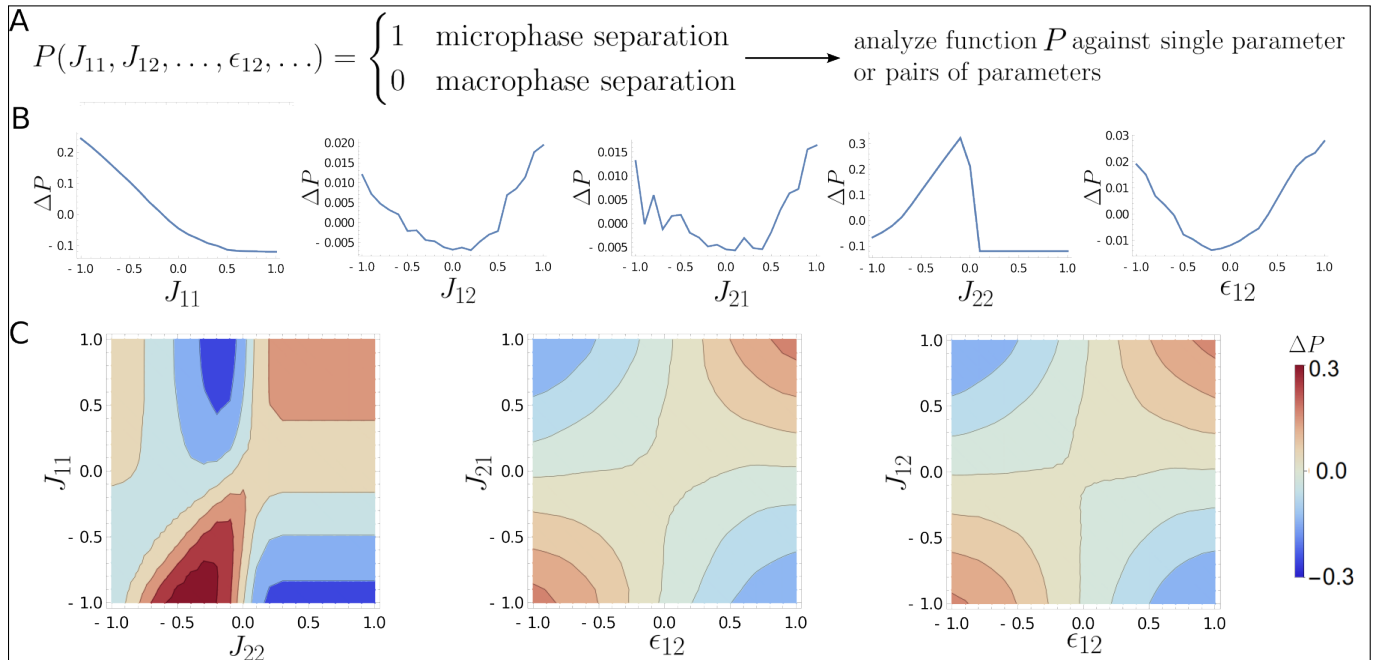 A
P(J₁₁, J₁₂, …, ϵ₁₂, …) = { 1 microphase separation
0 macrophase separation
analyze function P against single parameter
or pairs of parameters
B
ΔP
0.2
0.1
0.0
- 0.1
- 1.0 - 0.5 0.0 0.5 1.0
J₁₁
ΔP
0.020
0.015
0.010
0.005
0.000
- 0.005
- 1.0 - 0.5 0.0 0.5 1.0
J₁₂
ΔP
0.015
0.010
0.005
0.000
- 0.005
- 1.0 - 0.5 0.0 0.5 1.0
J₂₁
ΔP
0.3
0.2
0.1
0.0
- 0.1
- 1.0 - 0.5 0.0 0.5 1.0
J₂₂
ΔP
0.03
0.02
0.01
0.00
- 0.01
- 1.0 - 0.5 0.0 0.5 1.0
ϵ₁₂
C
J₁₁
1.0
0.5
0.0
- 0.5
- 1.0
- 1.0 - 0.5 0.0 0.5 1.0
J₂₂
J₂₁
1.0
0.5
0.0
- 0.5
- 1.0
- 1.0 - 0.5 0.0 0.5 1.0
ϵ₁₂
J₁₂
1.0
0.5
0.0
- 0.5
- 1.0
- 1.0 - 0.5 0.0 0.5 1.0
ϵ₁₂
ΔP
0.3
0.0
−0.3